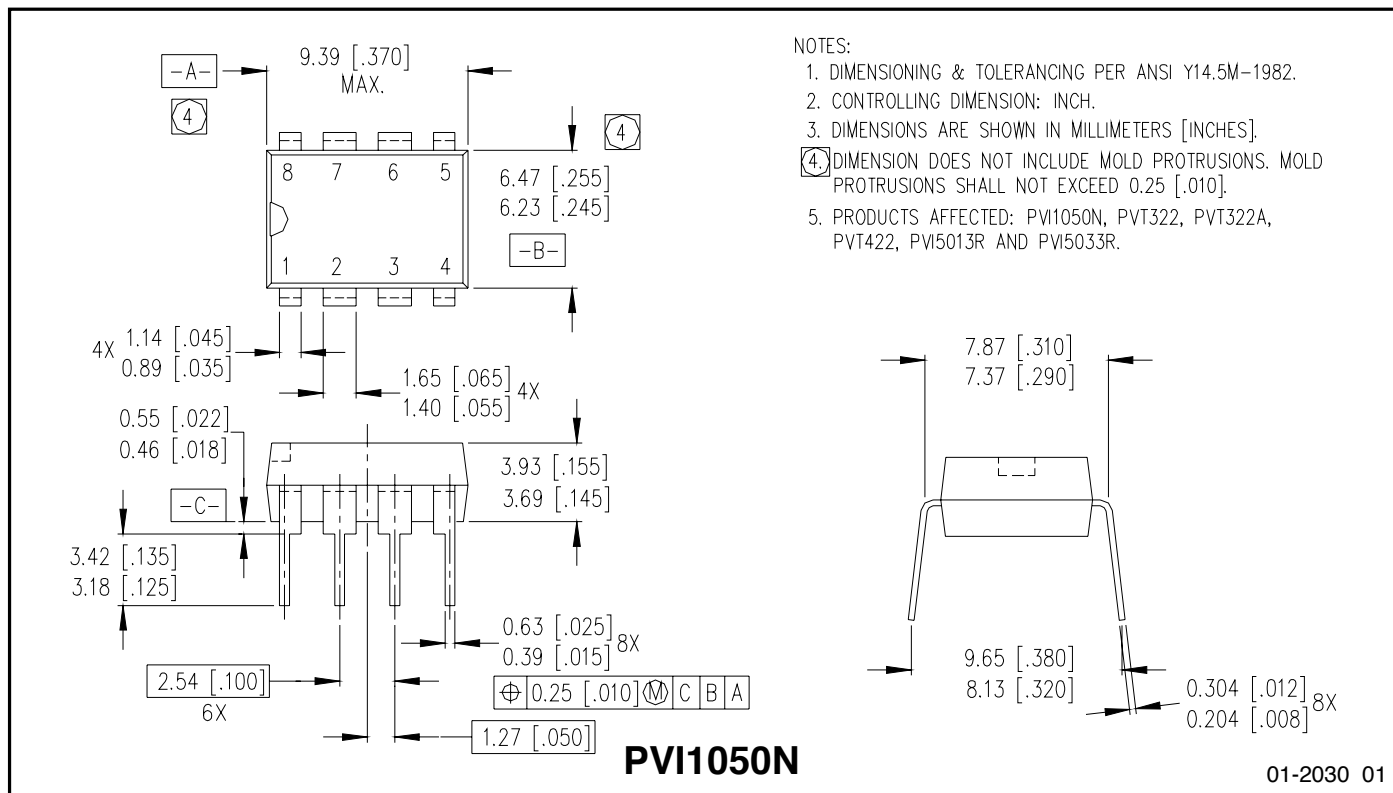 -A-
9.39 [.370]
MAX.
4
4
8 7 6 5
6.47 [.255]
6.23 [.245]
-B-
1 2 3 4
4X 1.14 [.045]
0.89 [.035]
1.65 [.065] 4X
1.40 [.055]
0.55 [.022]
0.46 [.018]
3.93 [.155]
3.69 [.145]
-C-
3.42 [.135]
3.18 [.125]
0.63 [.025] 8X
0.39 [.015]
2.54 [.100]
6X
⌖ 0.25 [.010] Ⓜ C B A
1.27 [.050]
NOTES:
1. DIMENSIONING & TOLERANCING PER ANSI Y14.5M-1982.
2. CONTROLLING DIMENSION: INCH.
3. DIMENSIONS ARE SHOWN IN MILLIMETERS [INCHES].
4. DIMENSION DOES NOT INCLUDE MOLD PROTRUSIONS. MOLD
PROTRUSIONS SHALL NOT EXCEED 0.25 [.010].
5. PRODUCTS AFFECTED: PVI1050N, PVT322, PVT322A,
PVT422, PVI5013R AND PVI5033R.
7.87 [.310]
7.37 [.290]
9.65 [.380]
8.13 [.320]
0.304 [.012] 8X
0.204 [.008]
PVI1050N
01-2030 01